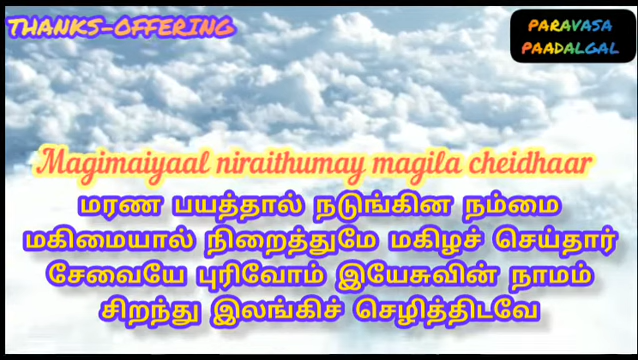 THANKS-OFFERING
PARAVASA
PAADALGAL
Magimaiyaal niraithumay magila cheidhaar
மரண பயத்தால் நடுங்கின நம்மை
மகிமையால் நிறைத்துமே மகிழச் செய்தார்
சேவையே புரிவோம் இயேசுவின் நாமம்
சிறந்து இலங்கிச் செழித்திடவே